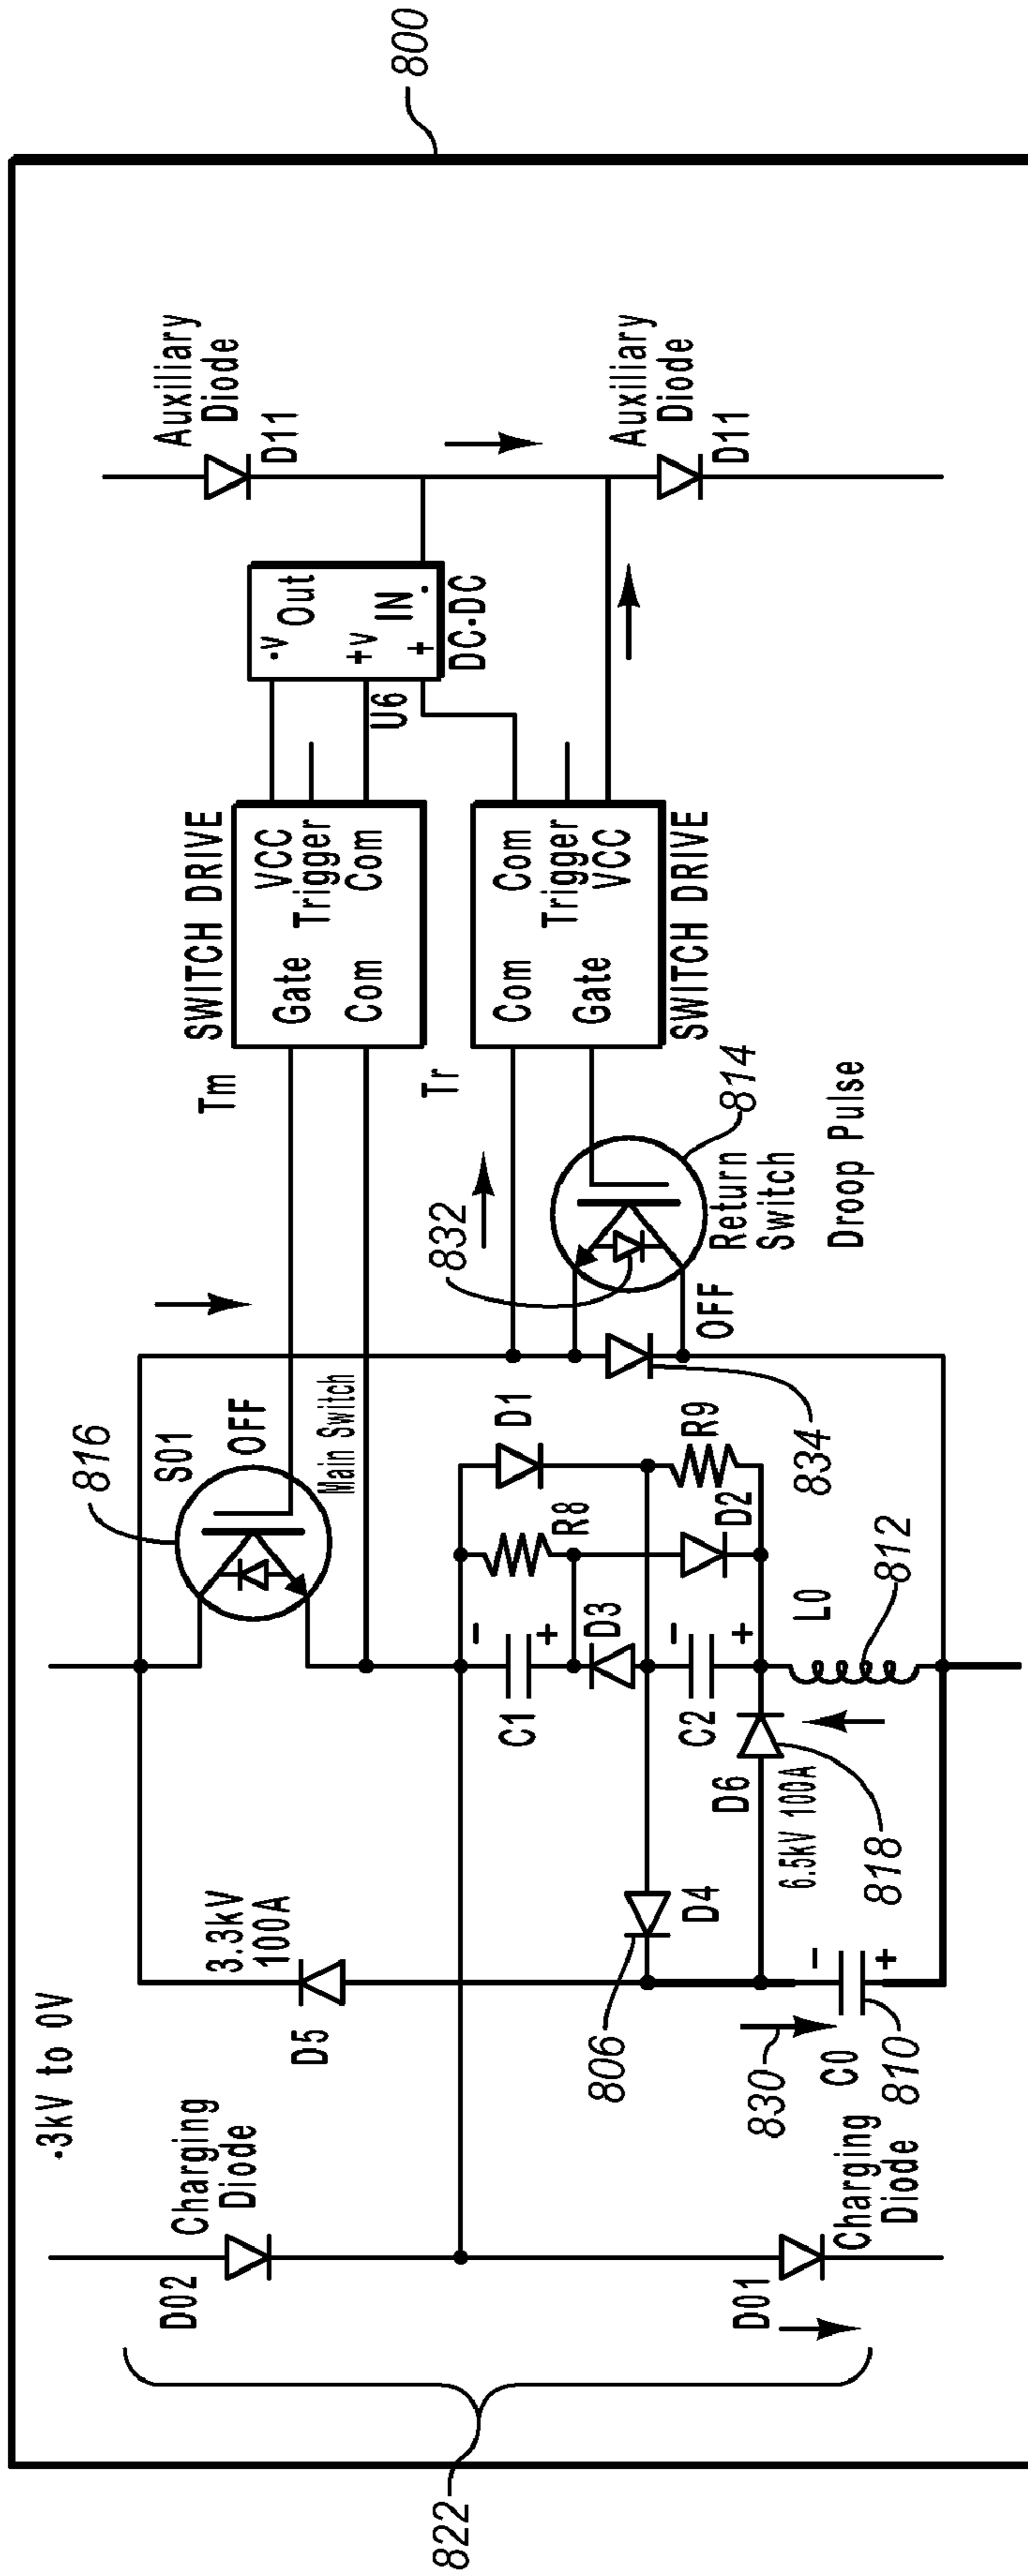 -3kV to 0V
816
S01
OFF
Main Switch
3.3kV
100A
D5
Charging
Diode
D02
822
SWITCH DRIVE
Tm
Gate
VCC
Trigger
Com
Com
-V
Out
+V
IN
+
-
U6
DC-DC
Auxiliary
Diode
D11
800
C1
-
+
R8
D1
D3
D4
806
C2
-
+
D2
R9
834
832
Tr
Com
Com
Trigger
Gate
VCC
SWITCH DRIVE
OFF
Return
Switch
814
Droop Pulse
Auxiliary
Diode
D11
D01
Charging
Diode
830
C0
-
+
810
D6
6.5kV 100A
818
L0
812